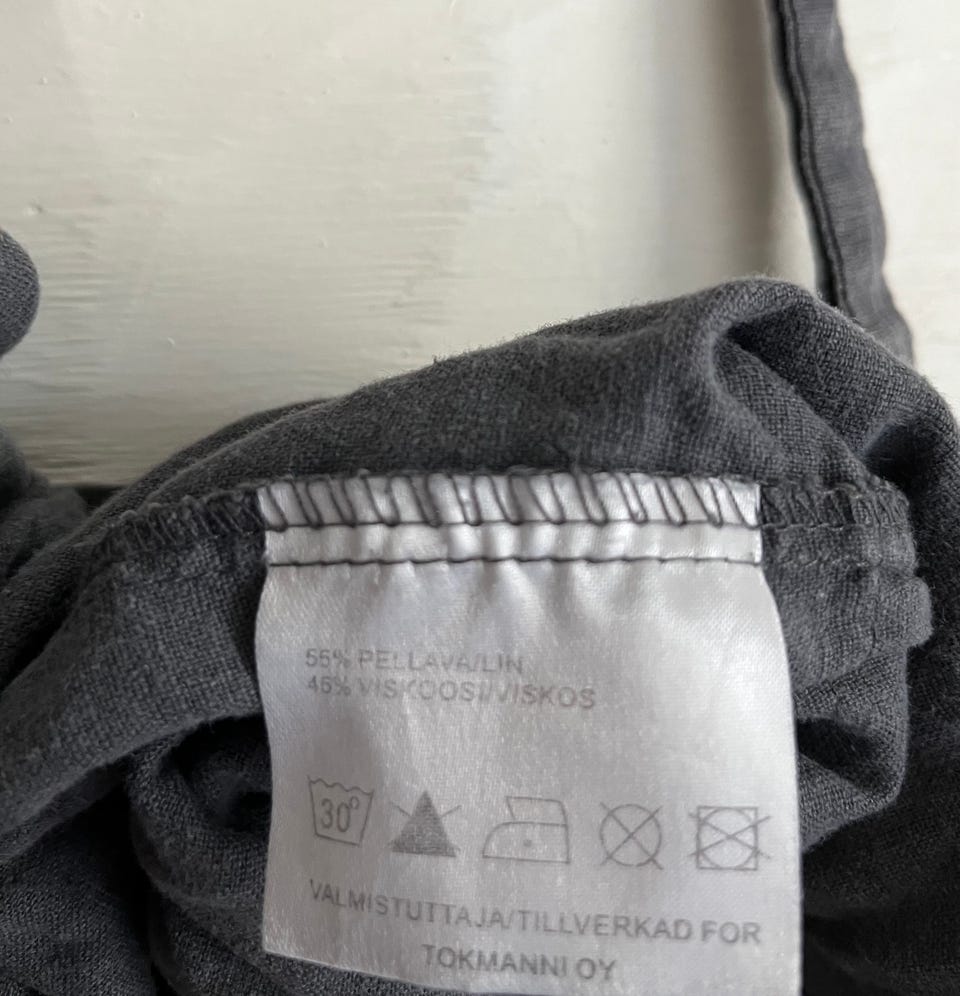 55% PELLAVA/LIN
45% VISKOOSI/VISKOS
30°
VALMISTUTTAJA/TILLVERKAD FOR
TOKMANNI OY